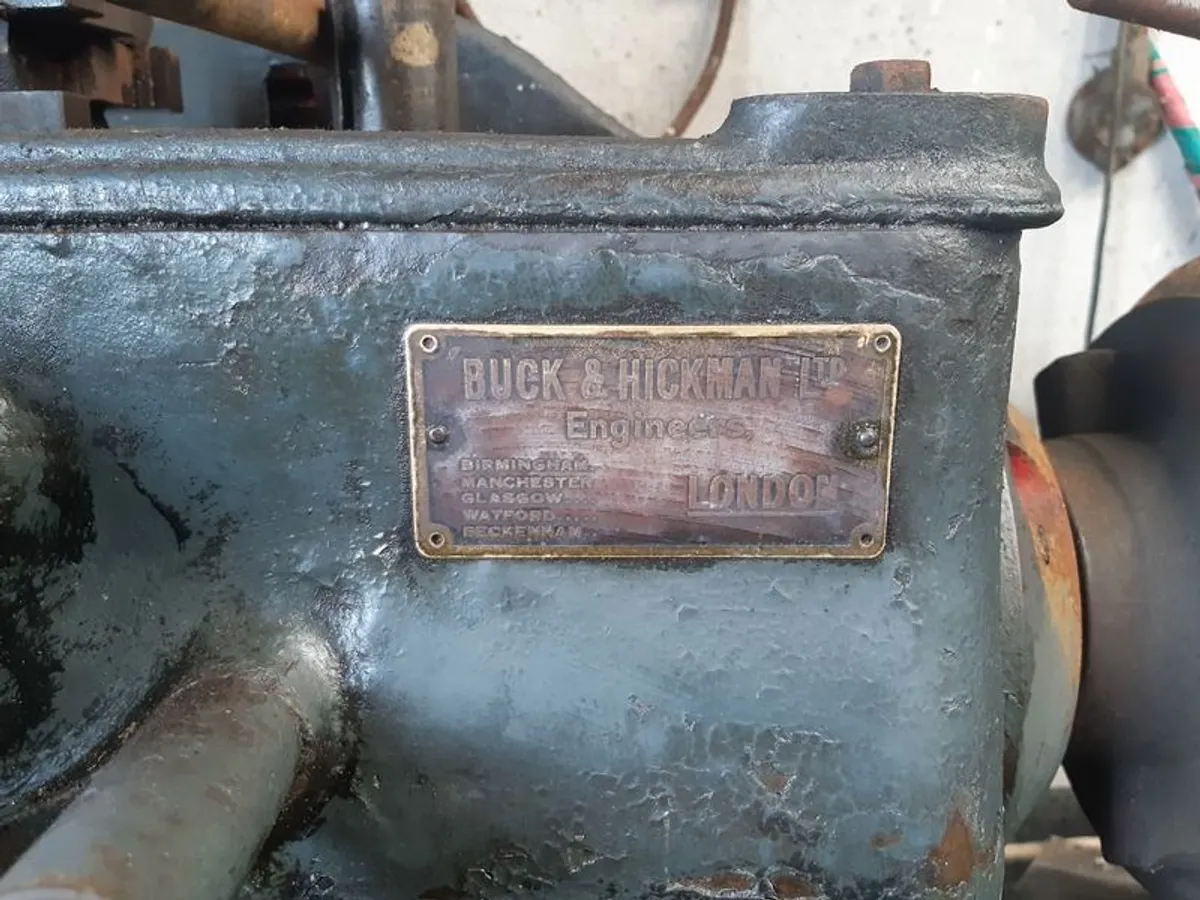 BUCK & HICKMAN LTD
Engineers,
BIRMINGHAM..
MANCHESTER
GLASGOW....
WATFORD.....
BECKENHAM..
LONDON